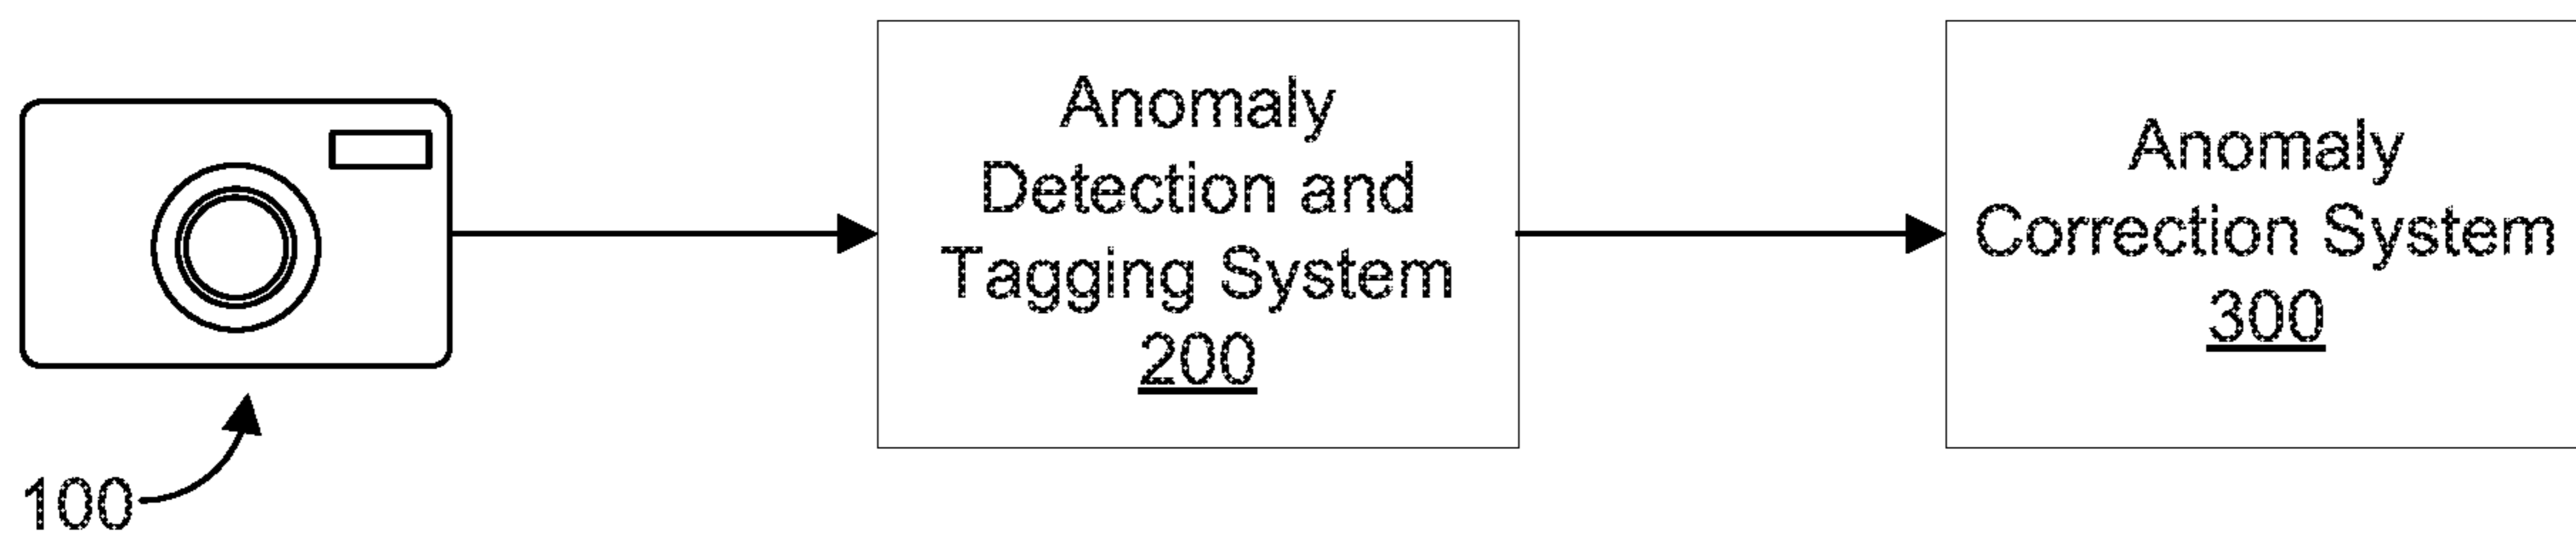 Anomaly
Detection and
Tagging System
200
Anomaly
Correction System
300
100